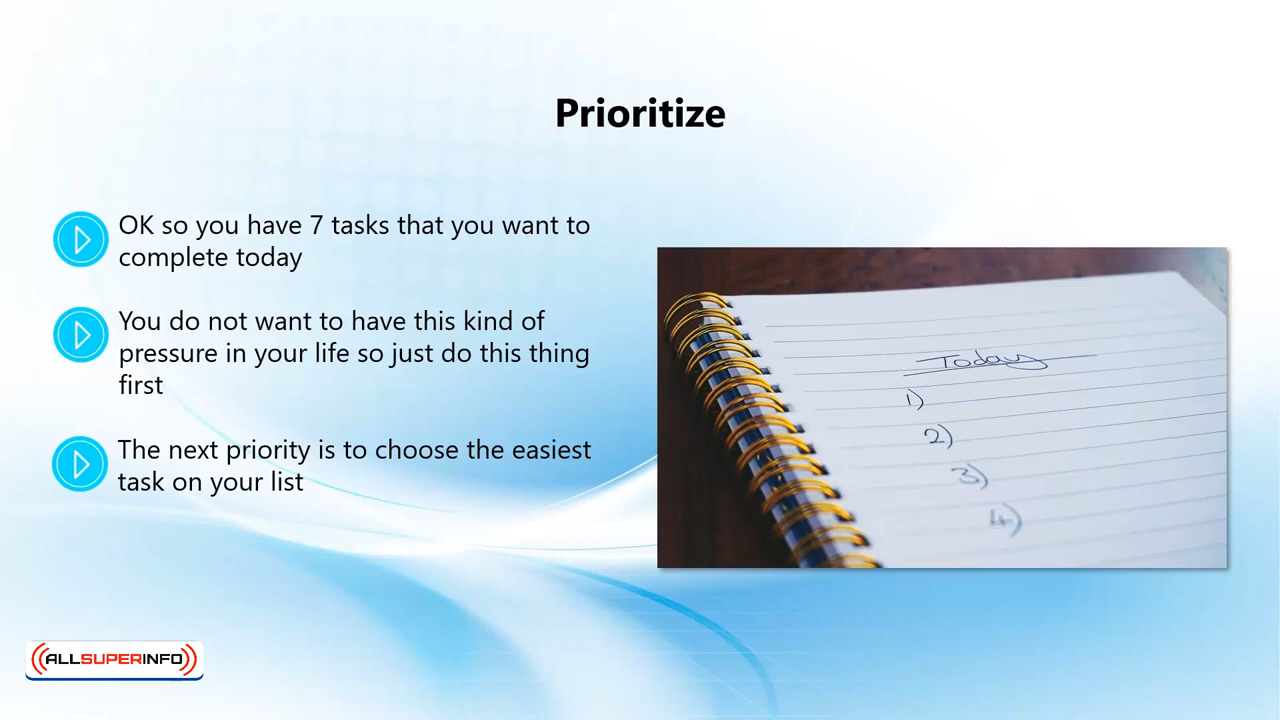 Prioritize
OK so you have 7 tasks that you want to
complete today
You do not want to have this kind of
pressure in your life so just do this thing
first
The next priority is to choose the easiest
task on your list
Today
1)
2)
3)
4)
ALLSUPERINFO